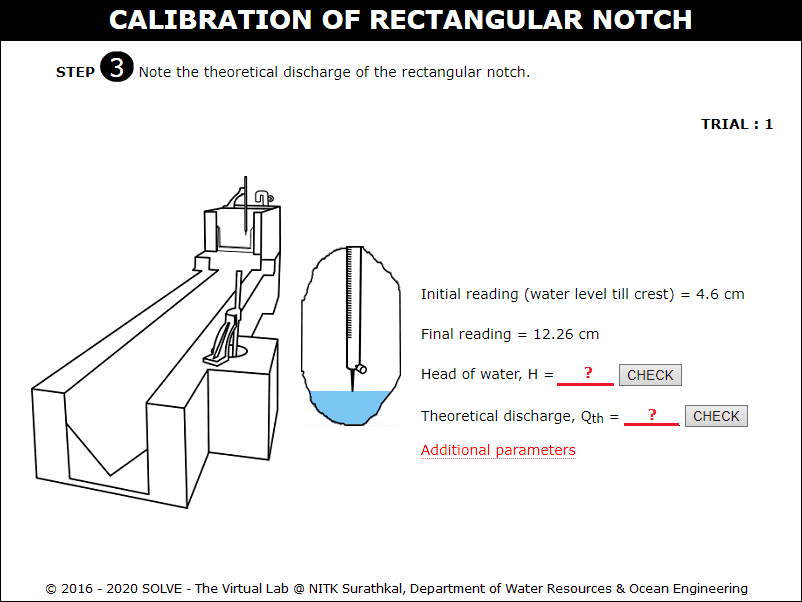 CALIBRATION OF RECTANGULAR NOTCH
STEP 3 Note the theoretical discharge of the rectangular notch.
TRIAL : 1
Initial reading (water level till crest) = 4.6 cm
Final reading = 12.26 cm
Head of water, H = ? CHECK
Theoretical discharge, Qth = ? CHECK
Additional parameters
© 2016 - 2020 SOLVE - The Virtual Lab @ NITK Surathkal, Department of Water Resources & Ocean Engineering